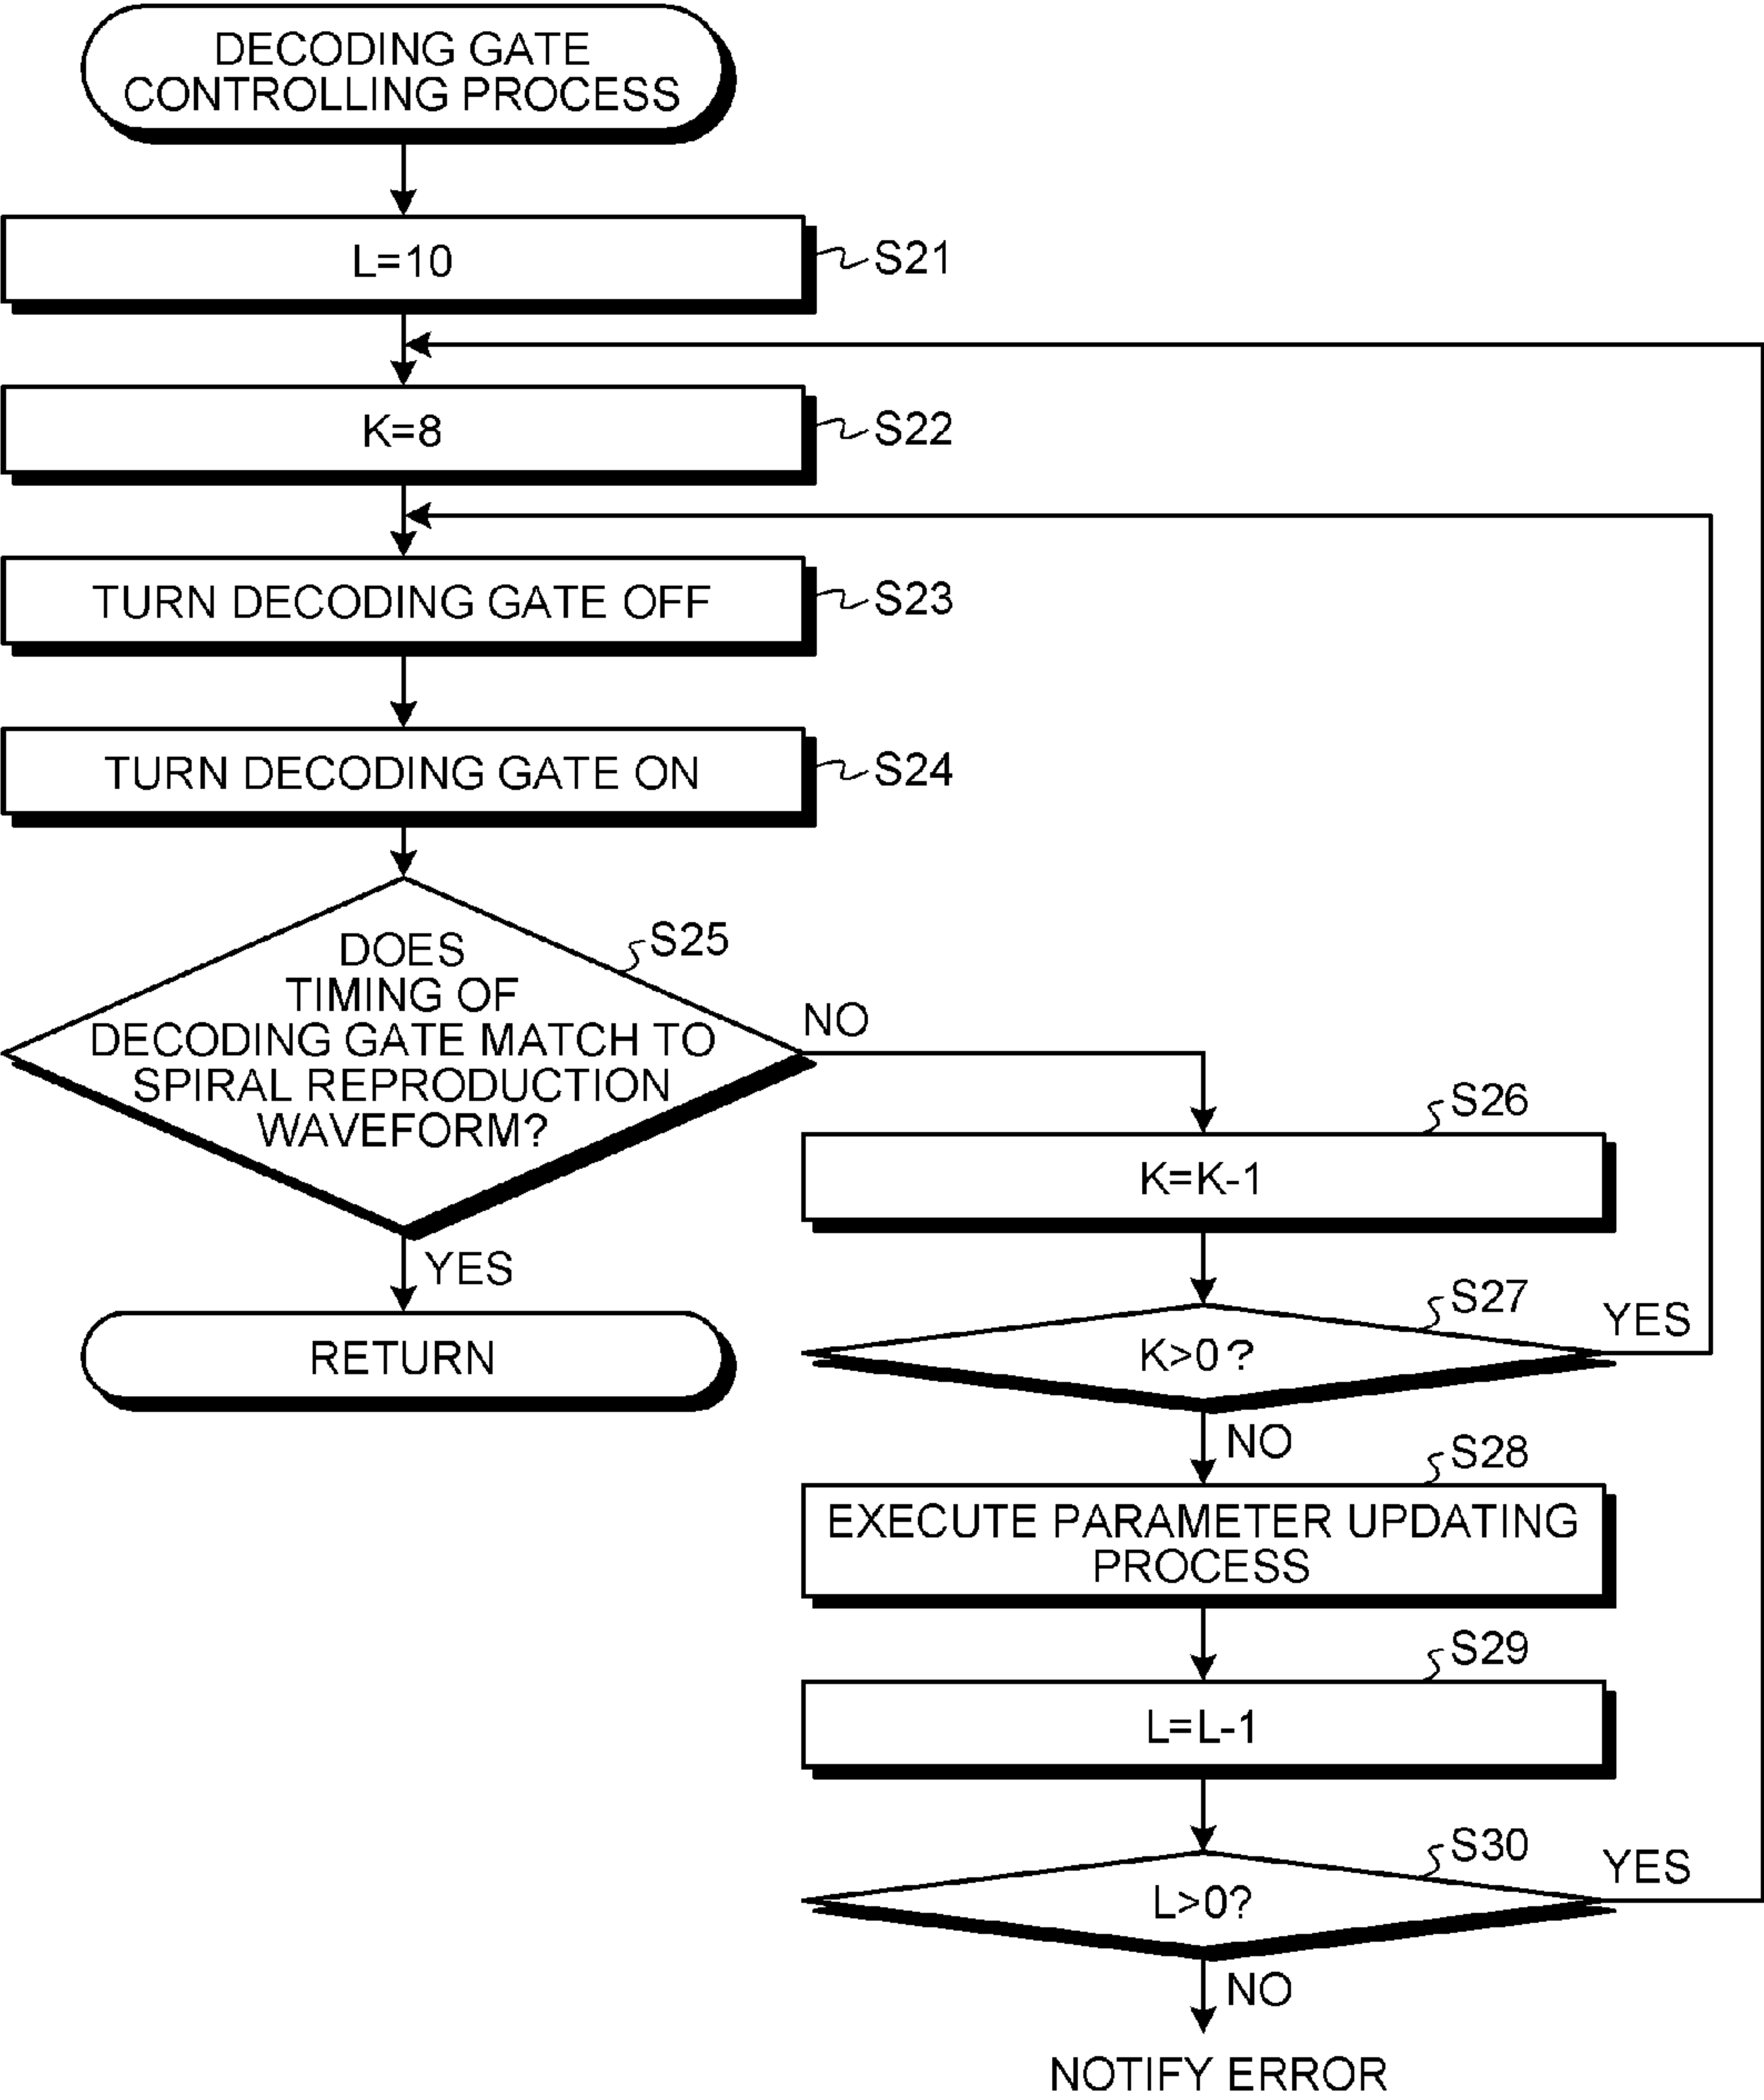 DECODING GATE
CONTROLLING PROCESS
L=10
S21
K=8
S22
TURN DECODING GATE OFF
S23
TURN DECODING GATE ON
S24
DOES
TIMING OF
DECODING GATE MATCH TO
SPIRAL REPRODUCTION
WAVEFORM?
S25
NO
YES
RETURN
S26
K=K-1
S27
K>0?
YES
NO
S28
EXECUTE PARAMETER UPDATING
PROCESS
S29
L=L-1
S30
L>0?
YES
NO
NOTIFY ERROR